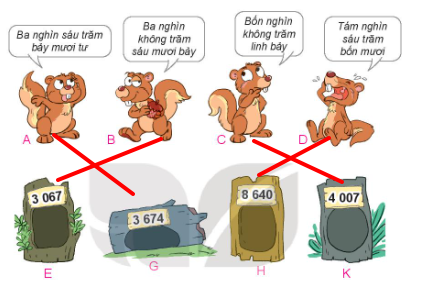 Ba nghìn sáu trăm
bảy mươi tư
Ba nghìn
không trăm
sáu mươi bảy
Bốn nghìn
không trăm
linh bảy
Tám nghìn
sáu trăm
bốn mươi
A
B
C
D
3 067
3 674
8 640
4 007
E
G
H
K